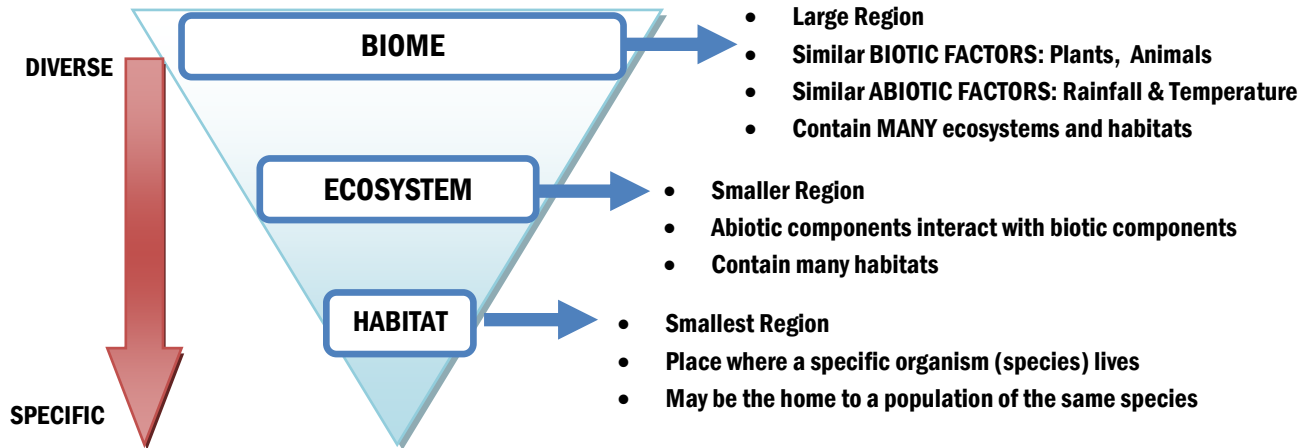 BIOME
• Large Region
• Similar BIOTIC FACTORS: Plants, Animals
• Similar ABIOTIC FACTORS: Rainfall & Temperature
• Contain MANY ecosystems and habitats
DIVERSE
ECOSYSTEM
• Smaller Region
• Abiotic components interact with biotic components
• Contain many habitats
HABITAT
• Smallest Region
• Place where a specific organism (species) lives
• May be the home to a population of the same species
SPECIFIC